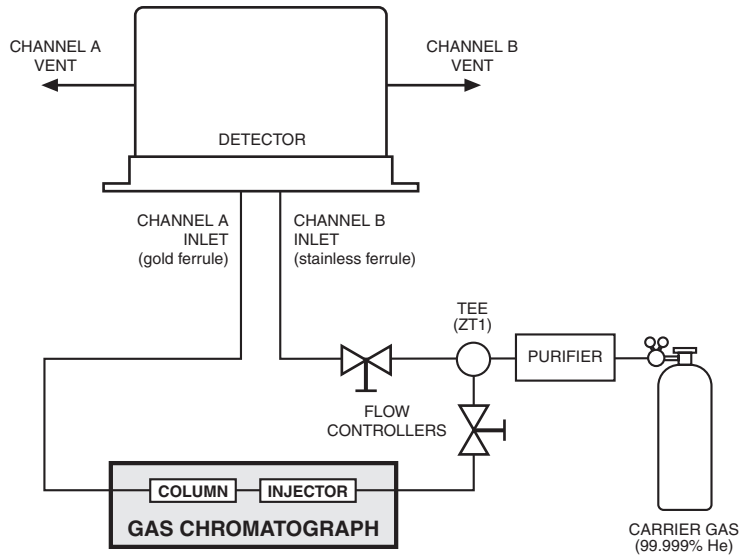 CHANNEL A
VENT
CHANNEL B
VENT
DETECTOR
CHANNEL A
INLET
(gold ferrule)
CHANNEL B
INLET
(stainless ferrule)
TEE
(ZT1)
PURIFIER
FLOW
CONTROLLERS
COLUMN
INJECTOR
GAS CHROMATOGRAPH
CARRIER GAS
(99.999% He)